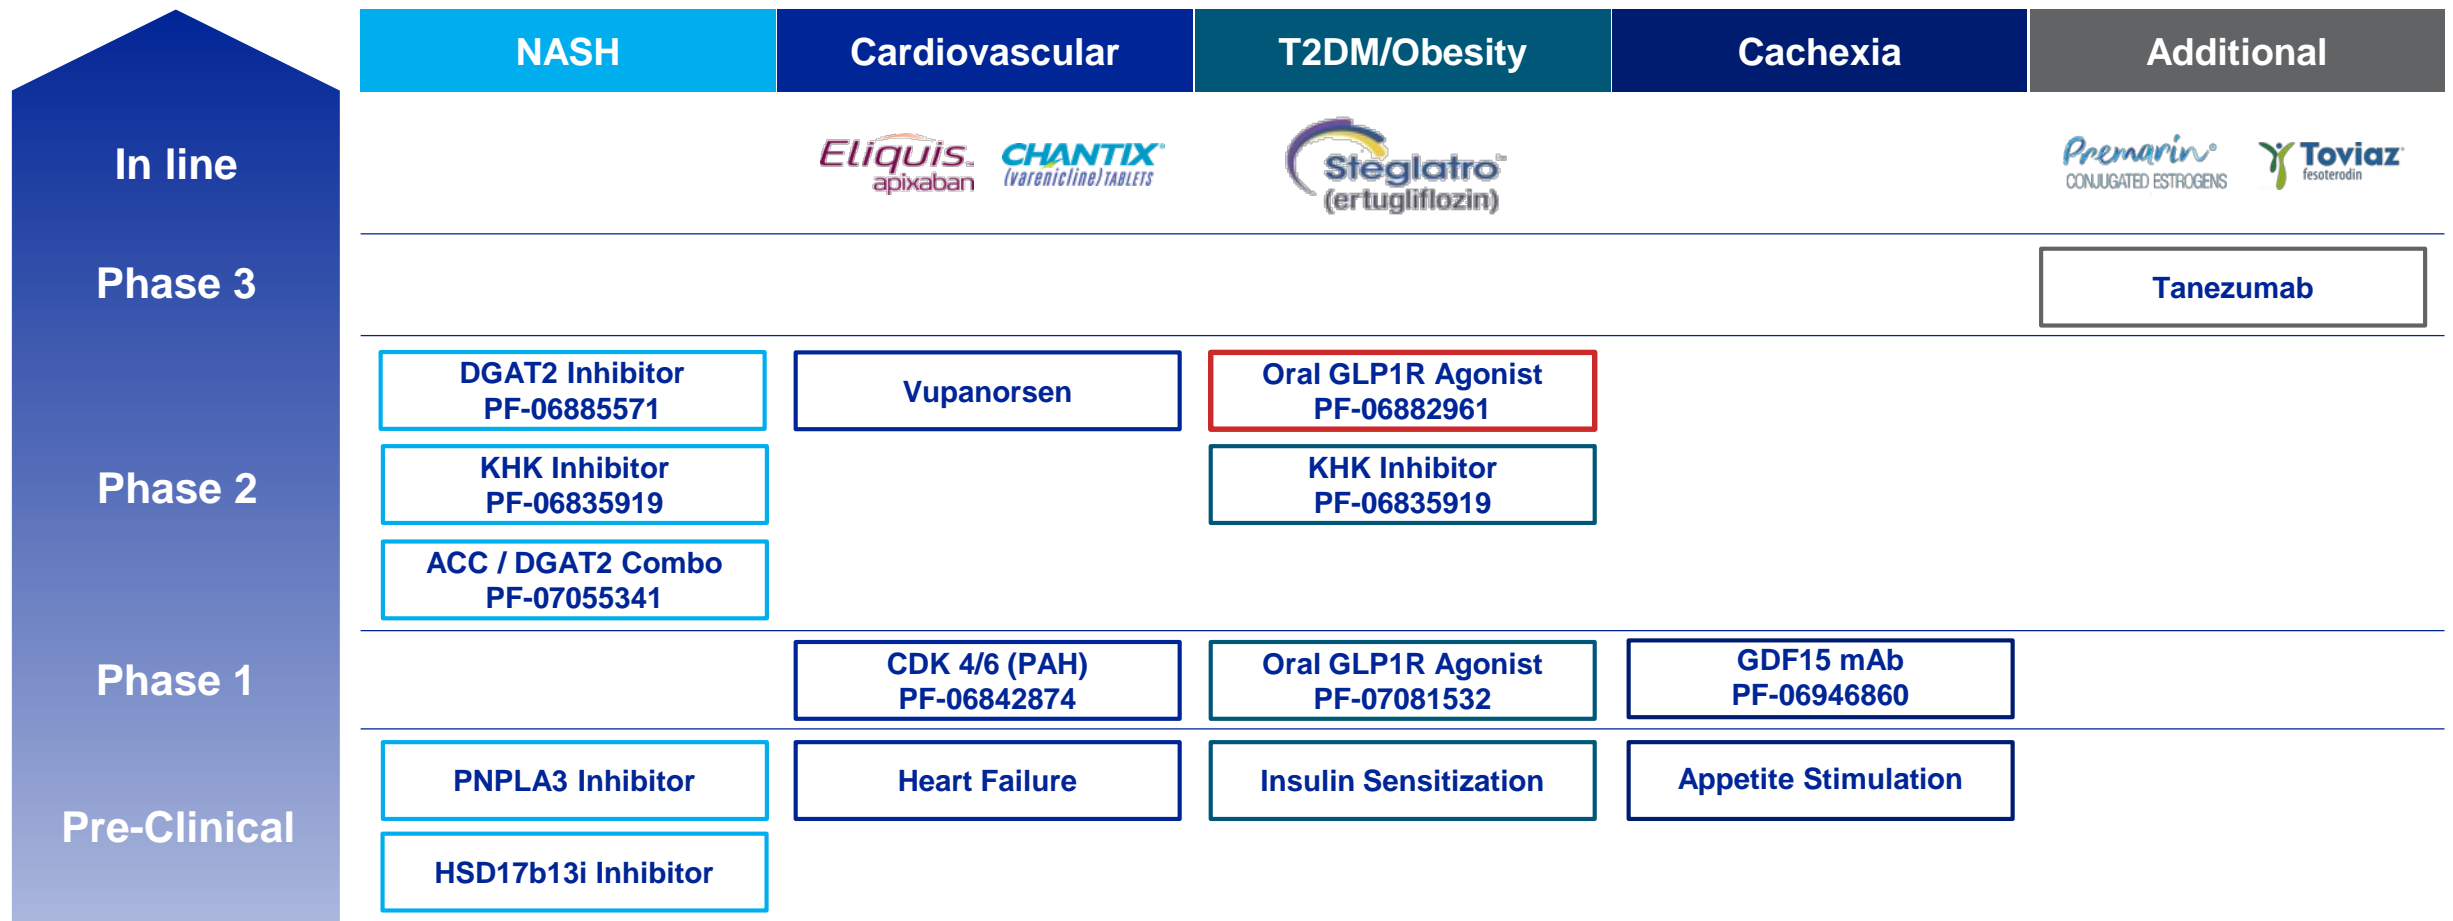 NASH
Cardiovascular
T2DM/Obesity
Cachexia
Additional
In line
Eliquis™
apixaban
CHANTIX®
(varenicline) TABLETS
Steglatro™
(ertugliflozin)
Premarin®
CONJUGATED ESTROGENS
Toviaz
fesoterodin
Phase 3
Tanezumab
Phase 2
DGAT2 Inhibitor
PF-06885571
Vupanorsen
Oral GLP1R Agonist
PF-06882961
KHK Inhibitor
PF-06835919
KHK Inhibitor
PF-06835919
ACC / DGAT2 Combo
PF-07055341
Phase 1
CDK 4/6 (PAH)
PF-06842874
Oral GLP1R Agonist
PF-07081532
GDF15 mAb
PF-06946860
Pre-Clinical
PNPLA3 Inhibitor
Heart Failure
Insulin Sensitization
Appetite Stimulation
HSD17b13i Inhibitor